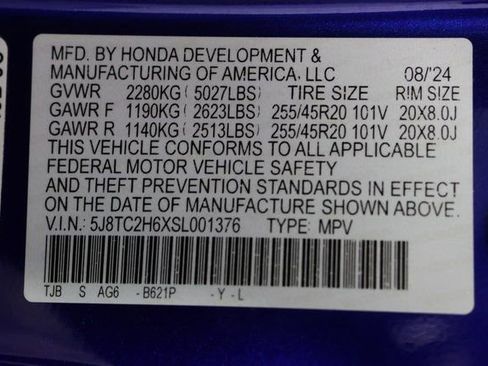 MFD. BY HONDA DEVELOPMENT &
MANUFACTURING OF AMERICA, LLC 08/'24
GVWR 2280KG(5027LBS) TIRE SIZE RIM SIZE
GAWR F 1190KG(2623LBS) 255/45R20 101V 20X8.0J
GAWR R 1140KG(2513LBS) 255/45R20 101V 20X8.0J
THIS VEHICLE CONFORMS TO ALL APPLICABLE
FEDERAL MOTOR VEHICLE SAFETY
AND THEFT PREVENTION STANDARDS IN EFFECT
ON THE DATE OF MANUFACTURE SHOWN ABOVE.
V.I.N.: 5J8TC2H6XSL001376 TYPE: MPV
TJB S AG6 -B621P -Y-L